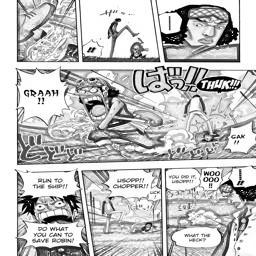 !!
GRAAH
!!
ばっ!!
THUK!!!
GAK
!!
RUN TO
THE SHIP!!
DO WHAT
YOU CAN TO
SAVE ROBIN!
USOPP!!
CHOPPER!!
YOU DID IT,
USOPP!!
WOO
OOO
!!
WHAT THE
HECK?